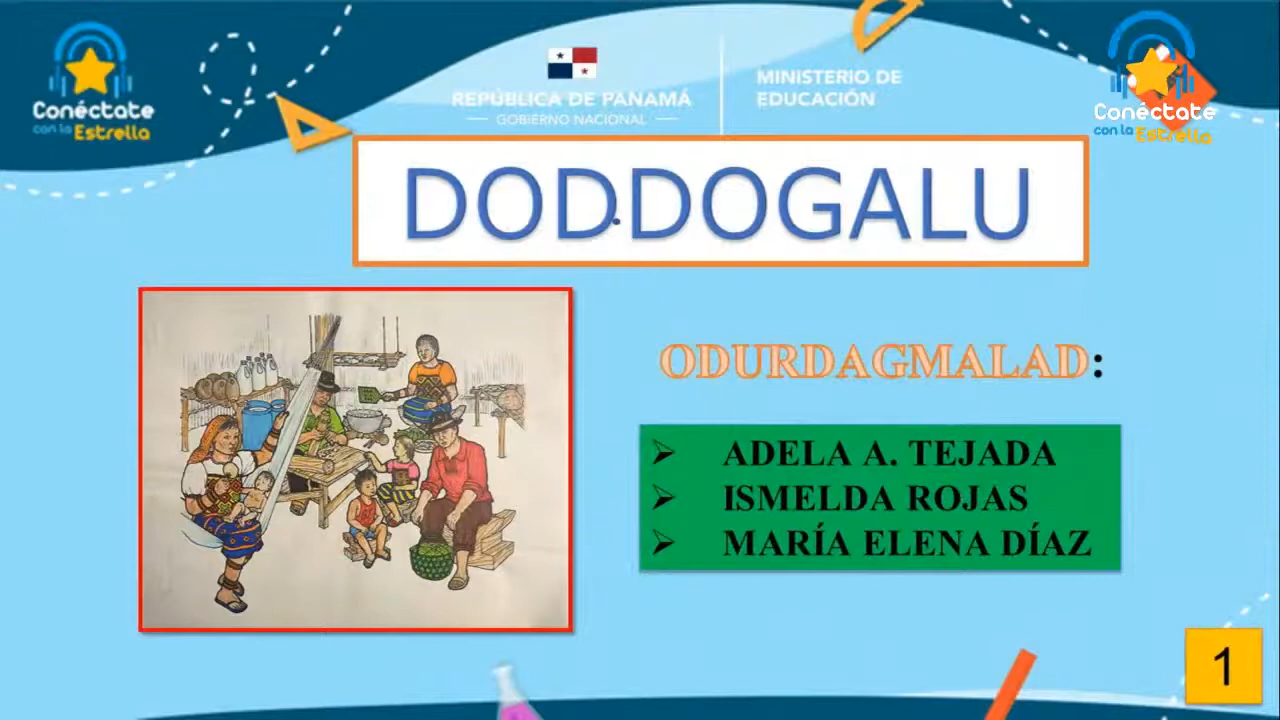 Conéctate
con la Estrella
REPÚBLICA DE PANAMÁ
— GOBIERNO NACIONAL —
MINISTERIO DE
EDUCACIÓN
Conéctate
con la Estrella
DODDOGALU
ODURDAGMALAD:
ADELA A. TEJADA
ISMELDA ROJAS
MARÍA ELENA DÍAZ
1